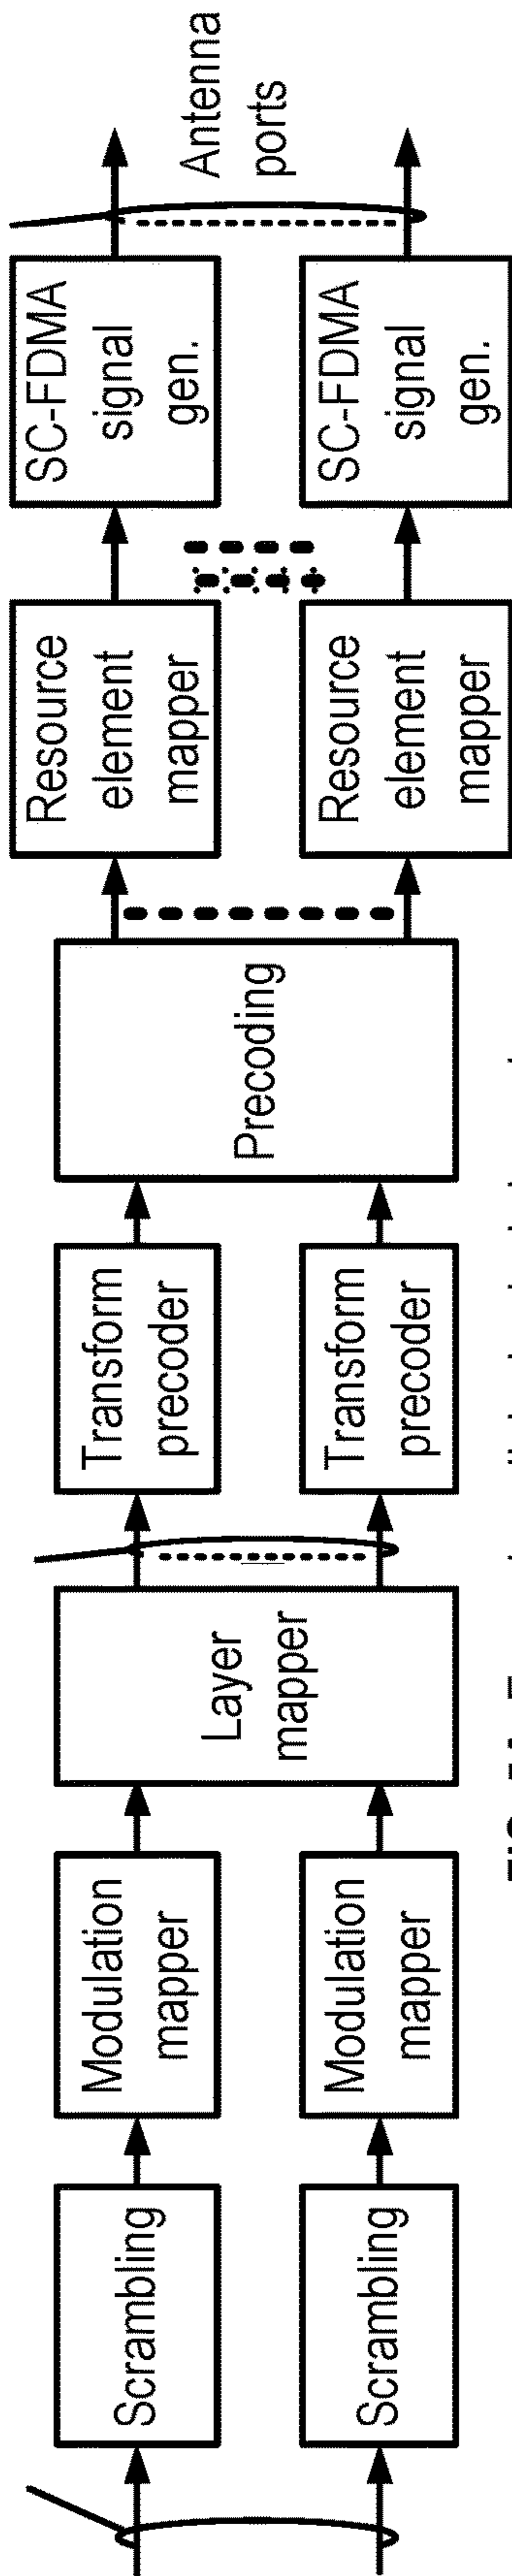 Scrambling
Scrambling
Modulation
mapper
Modulation
mapper
Layer
mapper
Transform
precoder
Transform
precoder
Precoding
Resource
element
mapper
Resource
element
mapper
SC-FDMA
signal
gen.
SC-FDMA
signal
gen.
Antenna
ports